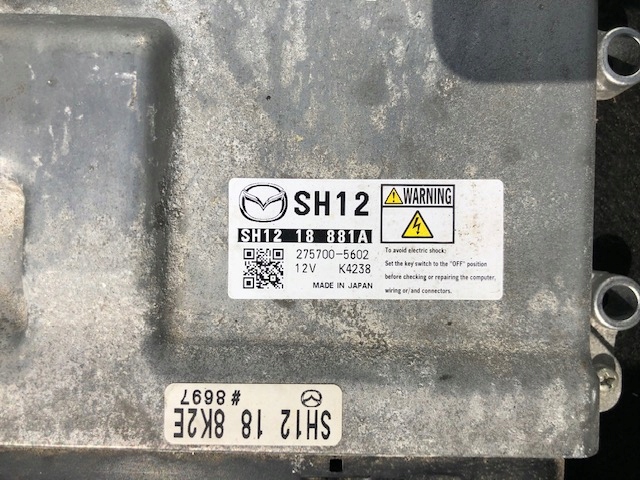 SH12
SH12 18 881A
275700-5602
12V K4238
MADE IN JAPAN
WARNING
To avoid electric shock:
Set the key switch to the "OFF" position
before checking or repairing the computer,
wiring or/and connectors.
SH12 18 8K2E
#8697